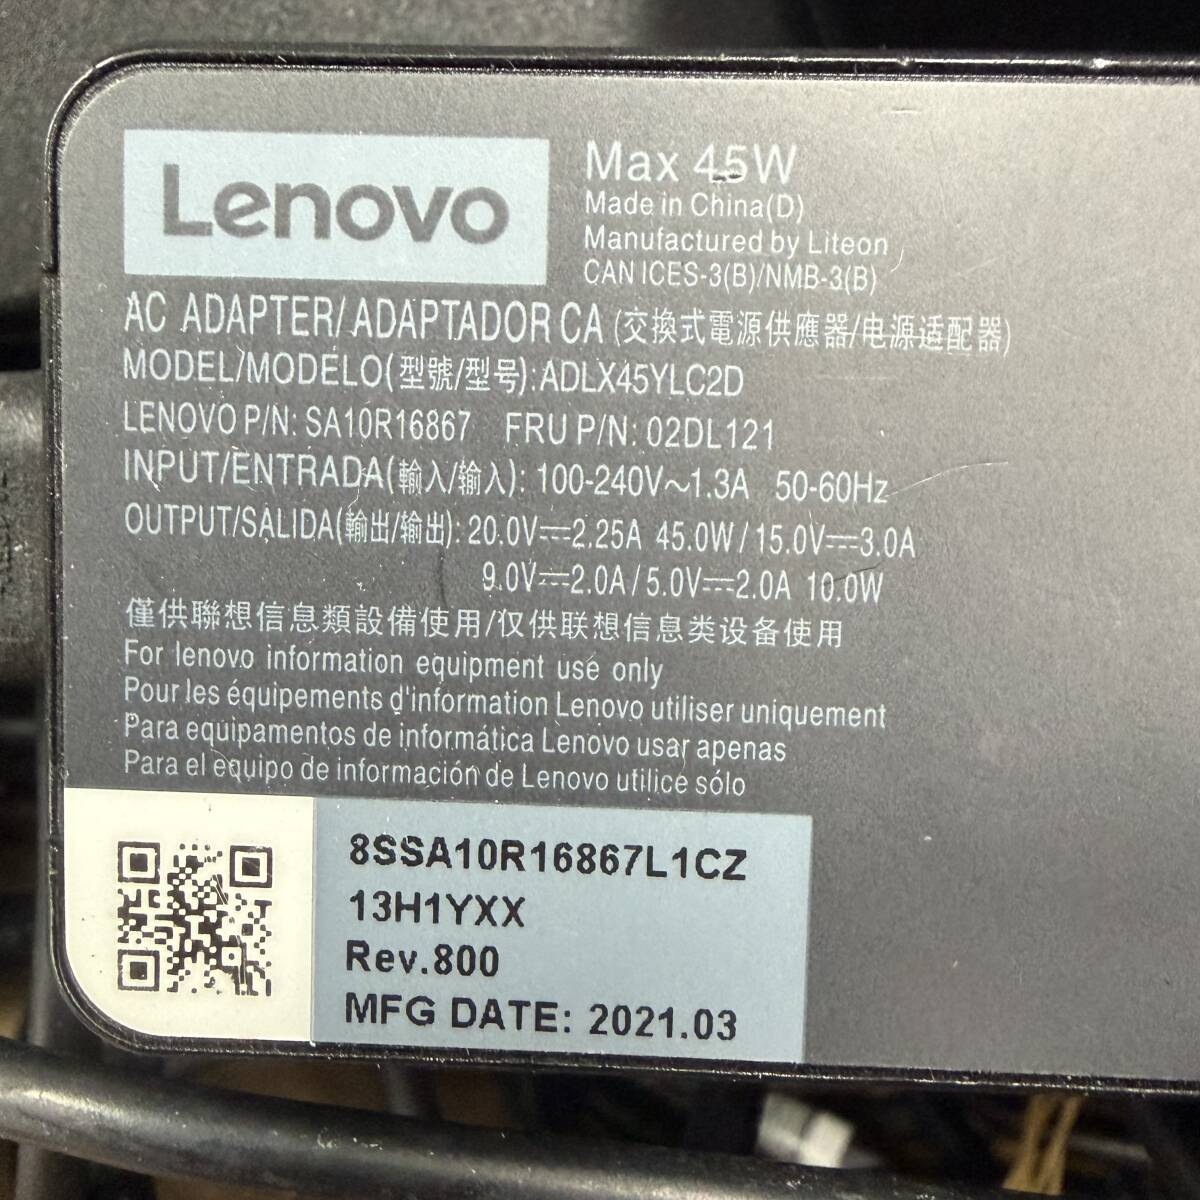 Lenovo
Max 45W
Made in China(D)
Manufactured by Liteon
CAN ICES-3(B)/NMB-3(B)
AC ADAPTER/ADAPTADOR CA (交換式電源供應器/电源适配器)
MODEL/MODELO(型號/型号):ADLX45YLC2D
LENOVO P/N: SA10R16867 FRU P/N: 02DL121
INPUT/ENTRADA(輸入/输入): 100-240V~1.3A 50-60Hz
OUTPUT/SALIDA(輸出/输出): 20.0V⎓2.25A 45.0W/15.0V⎓3.0A
9.0V⎓2.0A/5.0V⎓2.0A 10.0W
僅供聯想信息類設備使用/仅供联想信息类设备使用
For lenovo information equipment use only
Pour les équipements d'information Lenovo utiliser uniquement
Para equipamentos de informática Lenovo usar apenas
Para el equipo de información de Lenovo utilice sólo
8SSA10R16867L1CZ
13H1YXX
Rev.800
MFG DATE: 2021.03